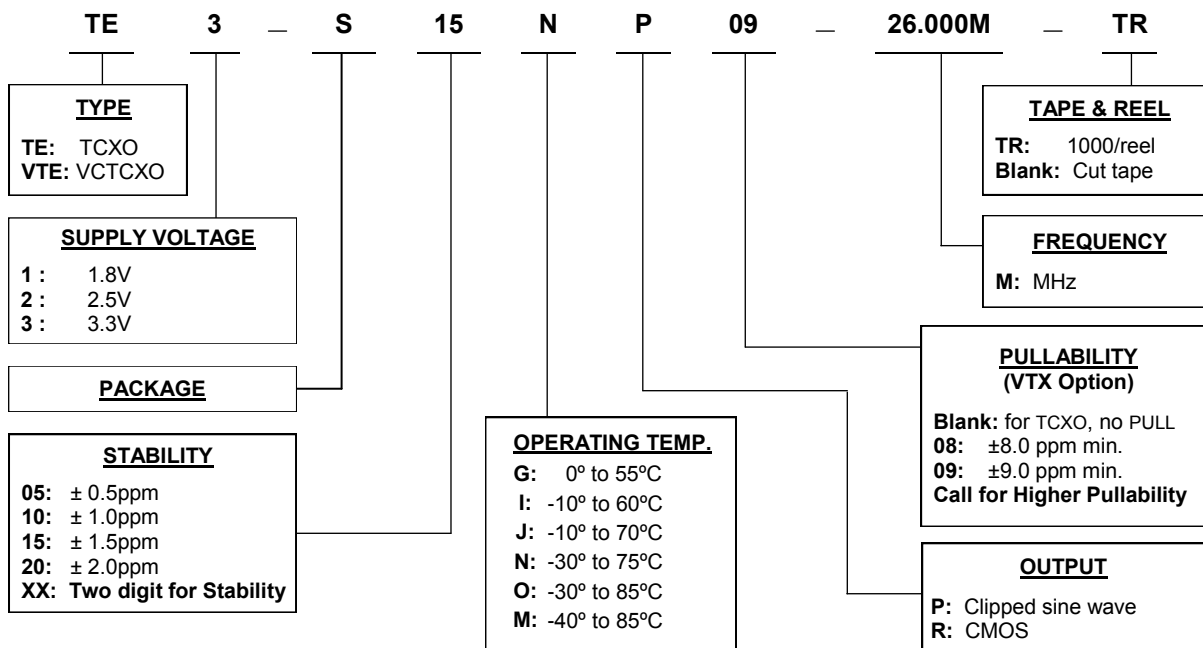 TE 3 – S 15 N P 09 – 26.000M – TR
TYPE
TE: TCXO
VTE: VCTCXO
SUPPLY VOLTAGE
1 : 1.8V
2 : 2.5V
3 : 3.3V
PACKAGE
STABILITY
05: ± 0.5ppm
10: ± 1.0ppm
15: ± 1.5ppm
20: ± 2.0ppm
XX: Two digit for Stability
OPERATING TEMP.
G: 0º to 55ºC
I: -10º to 60ºC
J: -10º to 70ºC
N: -30º to 75ºC
O: -30º to 85ºC
M: -40º to 85ºC
TAPE & REEL
TR: 1000/reel
Blank: Cut tape
FREQUENCY
M: MHz
PULLABILITY
(VTX Option)
Blank: for TCXO, no PULL
08: ±8.0 ppm min.
09: ±9.0 ppm min.
Call for Higher Pullability
OUTPUT
P: Clipped sine wave
R: CMOS